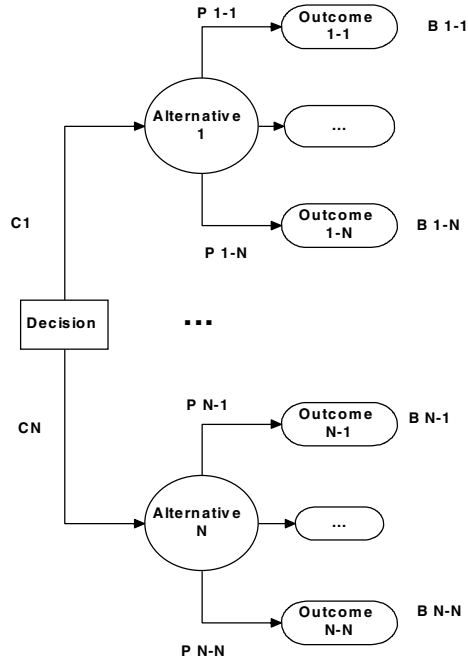 P 1-1
Outcome
1-1
B 1-1
Alternative
1
...
C1
Outcome
1-N
B 1-N
P 1-N
Decision
...
P N-1
Outcome
N-1
B N-1
CN
Alternative
N
...
Outcome
N-N
B N-N
P N-N